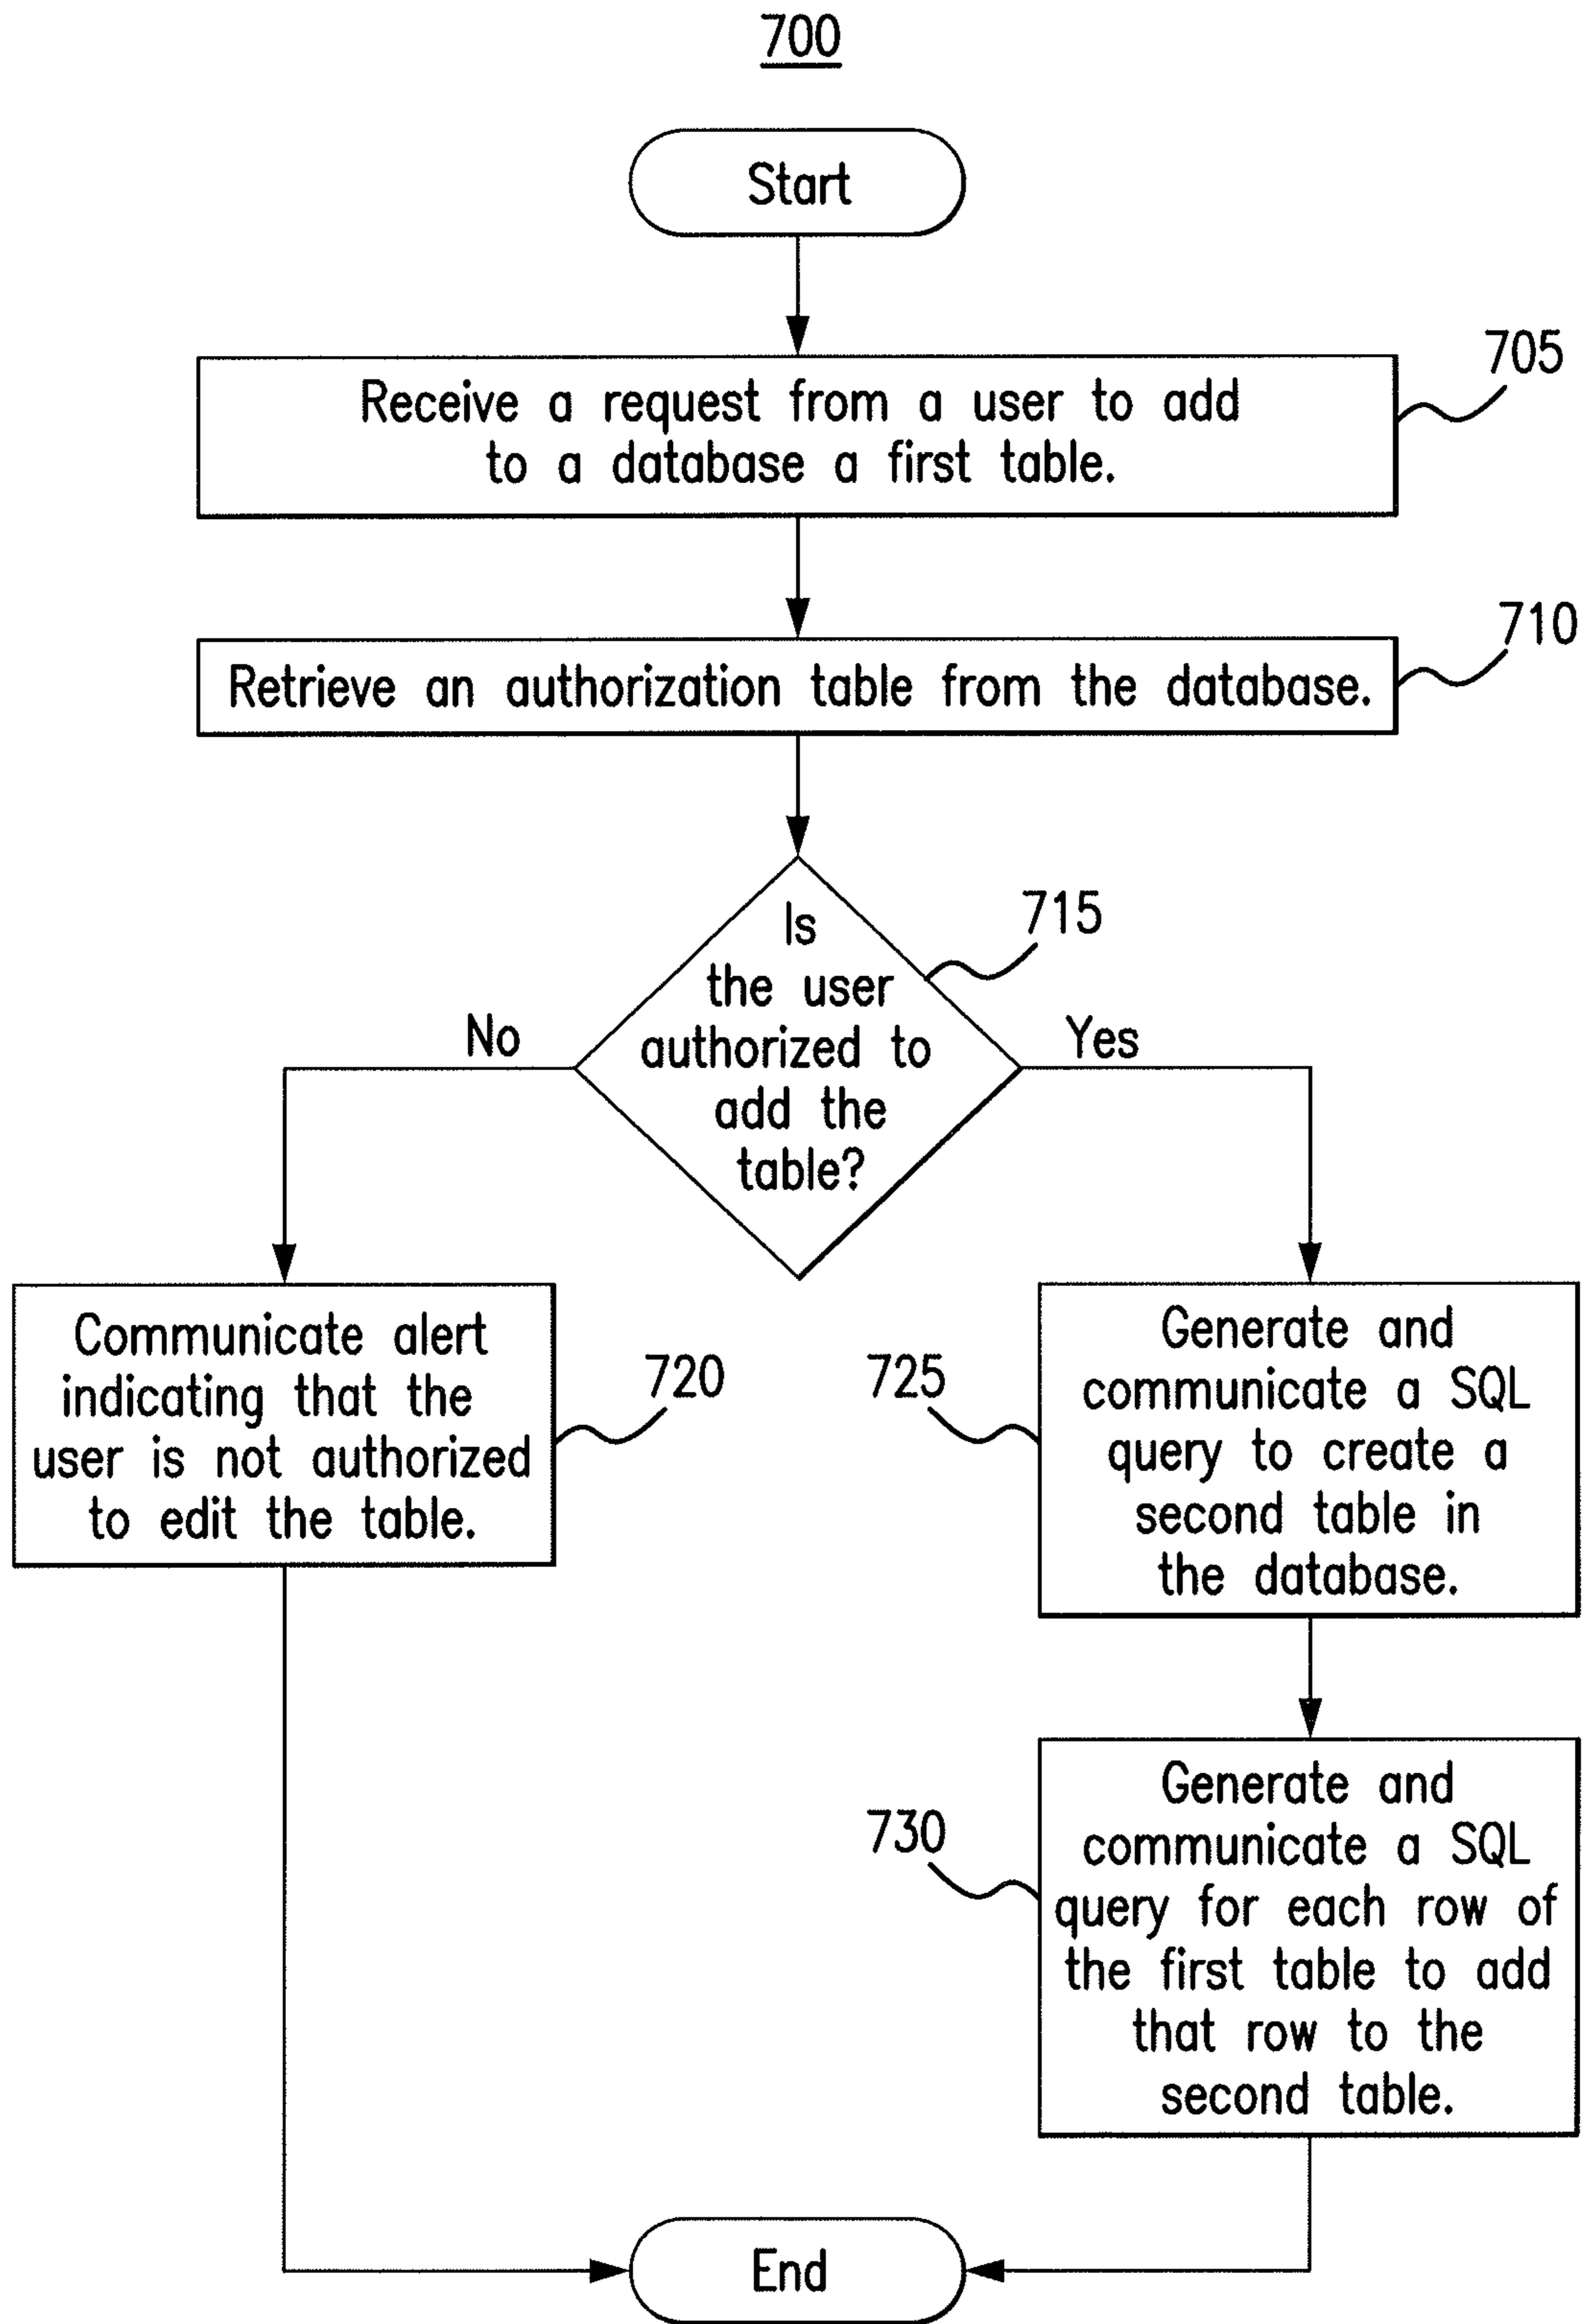 700
Start
705
Receive a request from a user to add
to a database a first table.
710
Retrieve an authorization table from the database.
715
Is
the user
authorized to
add the
table?
No
Yes
Communicate alert
indicating that the
user is not authorized
to edit the table.
720
725
Generate and
communicate a SQL
query to create a
second table in
the database.
730
Generate and
communicate a SQL
query for each row of
the first table to add
that row to the
second table.
End